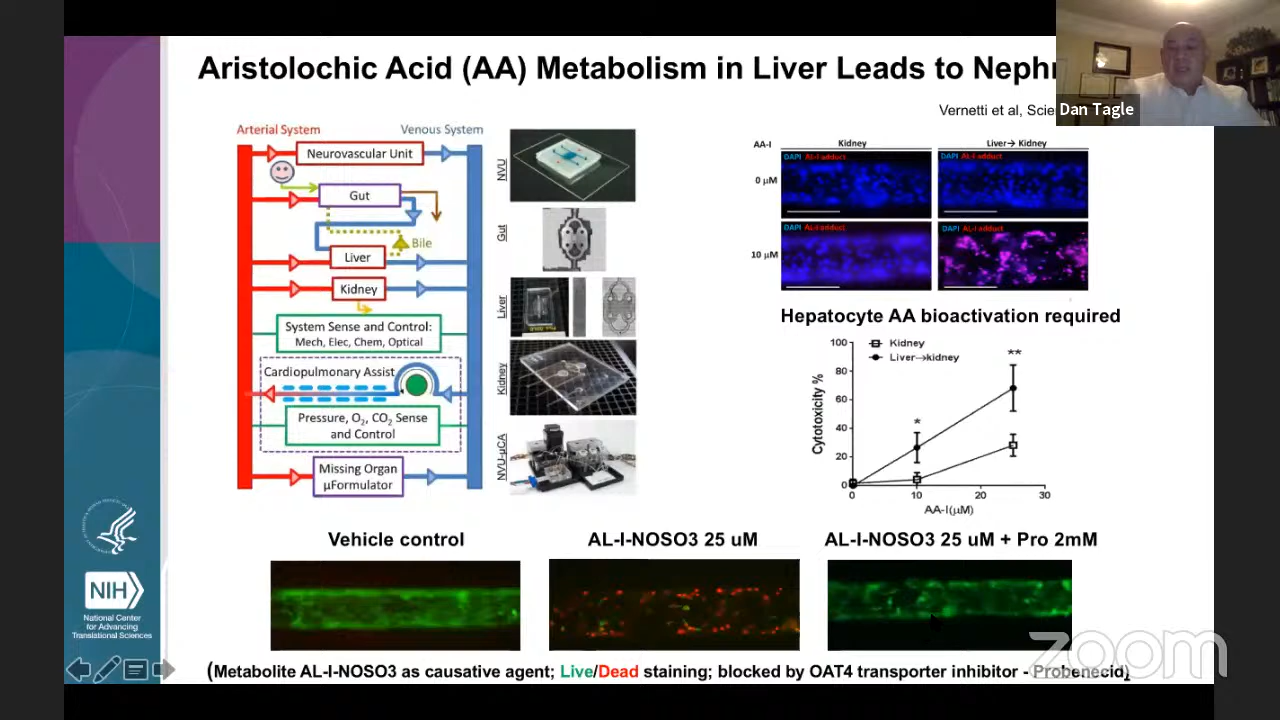 Aristolochic Acid (AA) Metabolism in Liver Leads to Neph
Vernetti et al, Scie
Dan Tagle
Arterial System
Venous System
Neurovascular Unit
Gut
Bile
Liver
Kidney
System Sense and Control:
Mech, Elec, Chem, Optical
Cardiopulmonary Assist
Pressure, O₂, CO₂ Sense
and Control
Missing Organ
µFormulator
NVU
Gut
Liver
Kidney
NVU-µCA
AA-I
Kidney
Liver→ Kidney
0 µM
DAPI AL-I adduct
DAPI AL-I adduct
10 µM
DAPI AL-I adduct
DAPI AL-I adduct
Hepatocyte AA bioactivation required
Kidney
Liver→kidney
Cytotoxicity %
100
80
60
40
20
0
*
**
0
10
20
30
AA-I(µM)
Vehicle control
AL-I-NOSO3 25 uM
AL-I-NOSO3 25 uM + Pro 2mM
(Metabolite AL-I-NOSO3 as causative agent; Live/Dead staining; blocked by OAT4 transporter inhibitor - Probenecid)
NIH
National Center
for Advancing
Translational Sciences
zoom